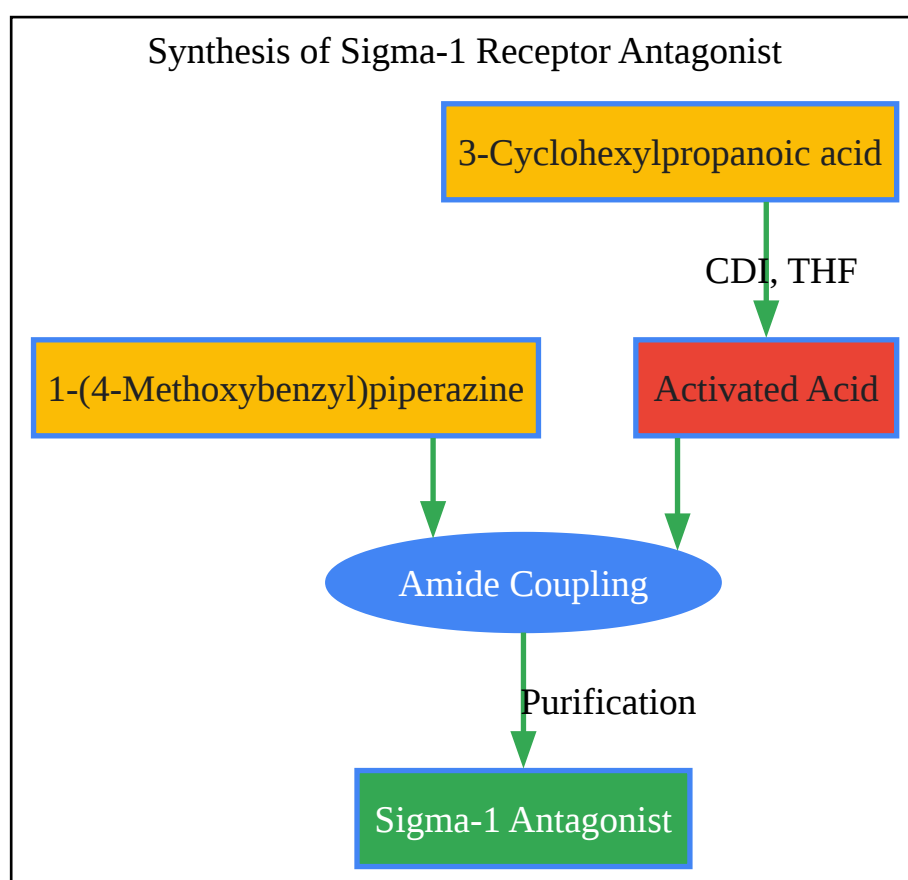 Synthesis of Sigma-1 Receptor Antagonist
3-Cyclohexylpropanoic acid
CDI, THF
1-(4-Methoxybenzyl)piperazine
Activated Acid
Amide Coupling
Purification
Sigma-1 Antagonist